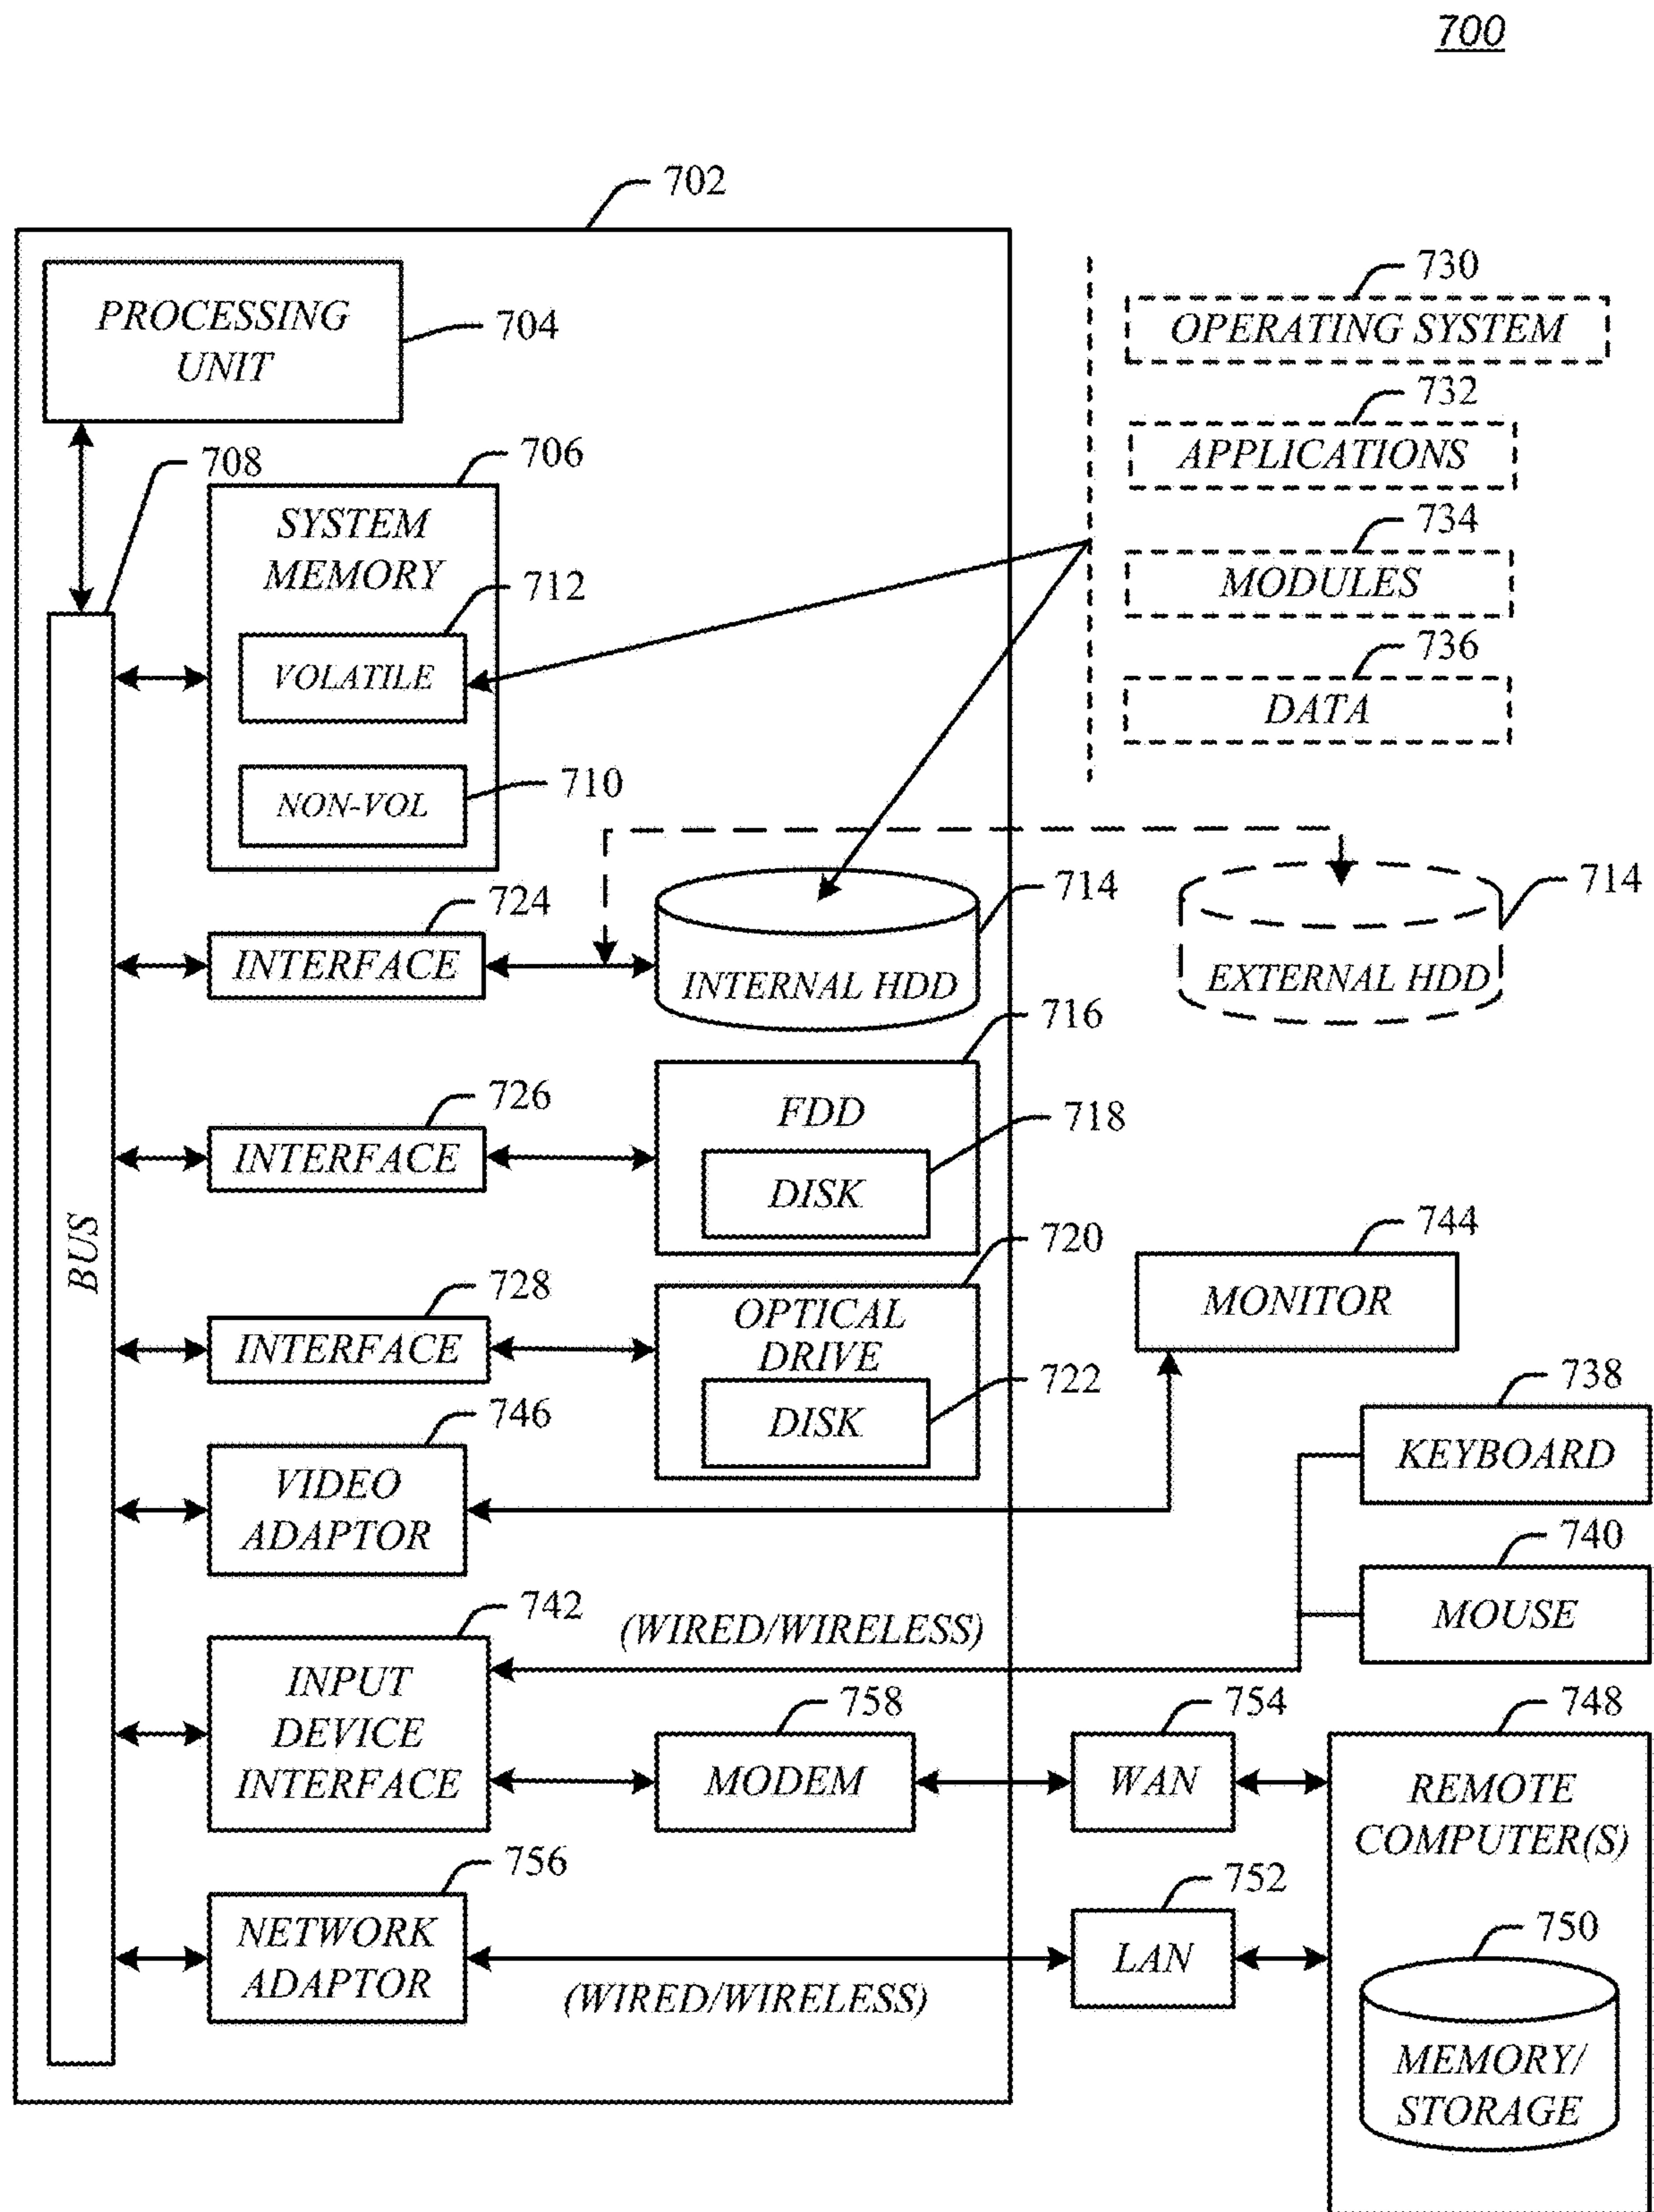 700
702
PROCESSING
UNIT
704
730
OPERATING SYSTEM
732
APPLICATIONS
734
MODULES
736
DATA
708
706
SYSTEM
MEMORY
712
VOLATILE
710
NON-VOL
724
INTERFACE
714
INTERNAL HDD
714
EXTERNAL HDD
716
FDD
718
DISK
726
INTERFACE
BUS
720
OPTICAL
DRIVE
722
DISK
728
INTERFACE
744
MONITOR
746
VIDEO
ADAPTOR
738
KEYBOARD
740
MOUSE
742
INPUT
DEVICE
INTERFACE
(WIRED/WIRELESS)
758
MODEM
754
WAN
748
REMOTE
COMPUTER(S)
756
NETWORK
ADAPTOR
(WIRED/WIRELESS)
752
LAN
750
MEMORY/
STORAGE